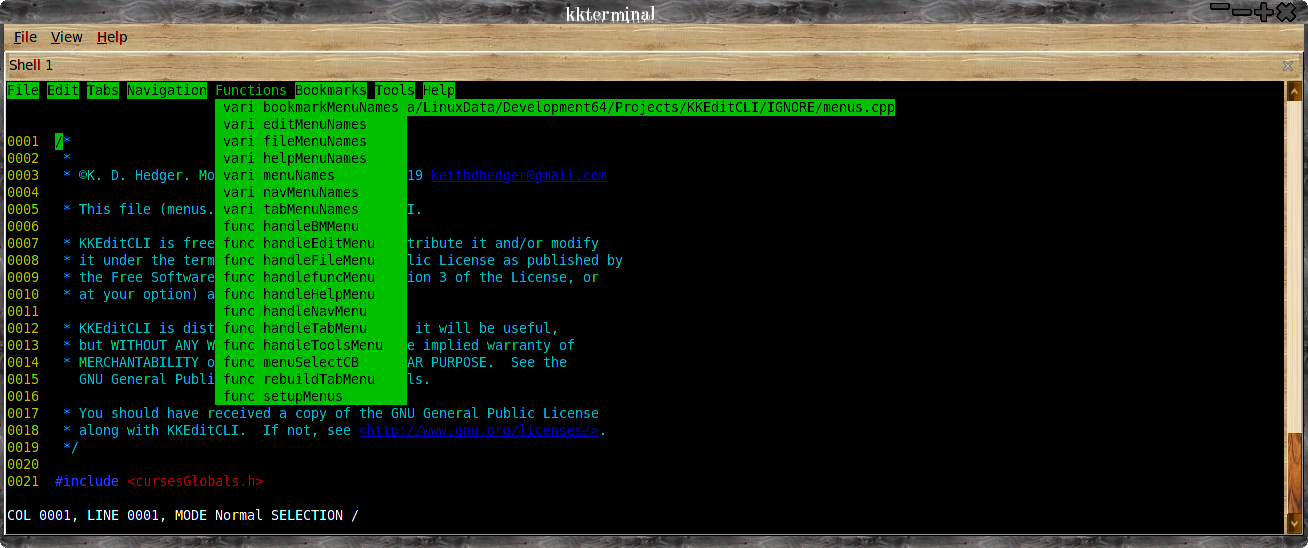 kkterminal
File View Help
Shell 1
File Edit Tabs Navigation Functions Bookmarks Tools Help
vari bookmarkMenuNames a/LinuxData/Development64/Projects/KKEditCLI/IGNORE/menus.cpp
vari editMenuNames
0001 /* vari fileMenuNames
0002 * vari helpMenuNames
0003 * ©K. D. Hedger. Mo vari menuNames 19 keithdhedger@gmail.com
0004 vari navMenuNames
0005 * This file (menus. vari tabMenuNames I.
0006 func handleBMMenu
0007 * KKEditCLI is free func handleEditMenu tribute it and/or modify
0008 * it under the term func handleFileMenu lic License as published by
0009 * the Free Software func handlefuncMenu ion 3 of the License, or
0010 * at your option) a func handleHelpMenu
0011 func handleNavMenu
0012 * KKEditCLI is dist func handleTabMenu it will be useful,
0013 * but WITHOUT ANY W func handleToolsMenu e implied warranty of
0014 * MERCHANTABILITY o func menuSelectCB AR PURPOSE. See the
0015 GNU General Publi func rebuildTabMenu ls.
0016 func setupMenus
0017 * You should have received a copy of the GNU General Public License
0018 * along with KKEditCLI. If not, see <http://www.gnu.org/licenses/>.
0019 */
0020
0021 #include <cursesGlobals.h>
COL 0001, LINE 0001, MODE Normal SELECTION /